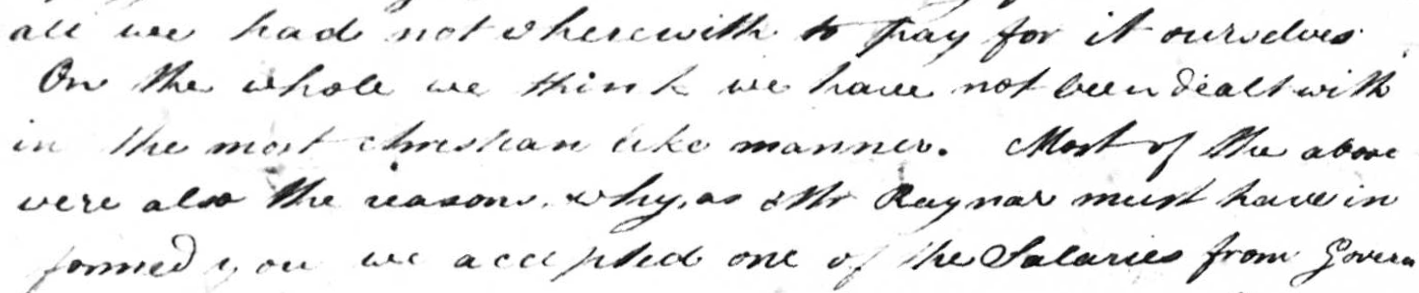 all we had not wherewith to pay for it ourselves
On the whole we think we have not been dealt with
in the most christian like manner. Most of the above
were also the reasons, why, as Mr Raynar must have in
formed you we accepted one of the Salaries from Govern